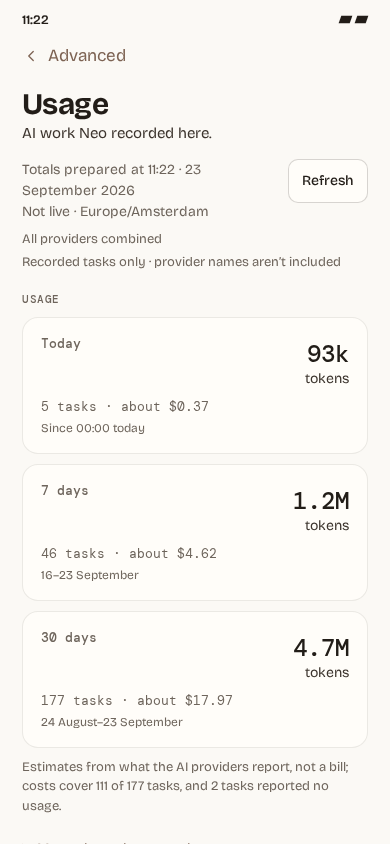 11:22
Advanced
Usage
AI work Neo recorded here.
Totals prepared at 11:22 · 23
September 2026
Not live · Europe/Amsterdam
Refresh
All providers combined
Recorded tasks only · provider names aren't included
USAGE
Today
93k
tokens
5 tasks · about $0.37
Since 00:00 today
7 days
1.2M
tokens
46 tasks · about $4.62
16–23 September
30 days
4.7M
tokens
177 tasks · about $17.97
24 August–23 September
Estimates from what the AI providers report, not a bill;
costs cover 111 of 177 tasks, and 2 tasks reported no
usage.